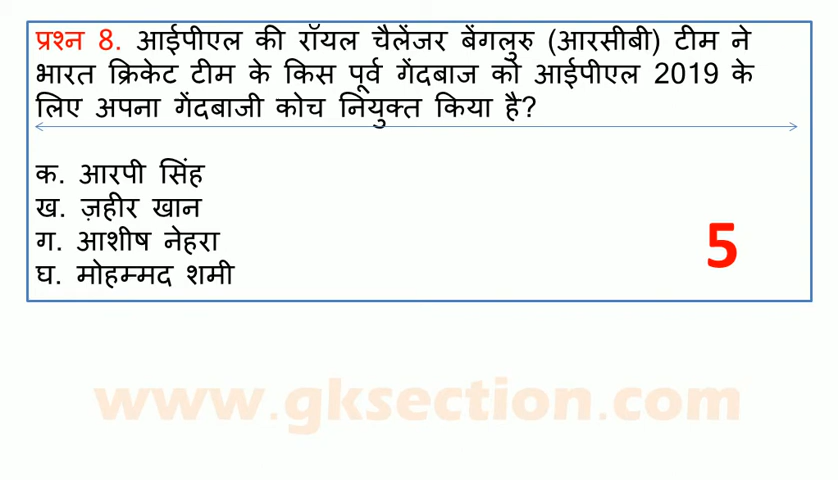 प्रश्न 8. आईपीएल की रॉयल चैलेंजर बेंगलुरु (आरसीबी) टीम ने
भारत क्रिकेट टीम के किस पूर्व गेंदबाज को आईपीएल 2019 के
लिए अपना गेंदबाजी कोच नियुक्त किया है?
क. आरपी सिंह
ख. ज़हीर खान
ग. आशीष नेहरा
घ. मोहम्मद शमी
5
www.gksection.com